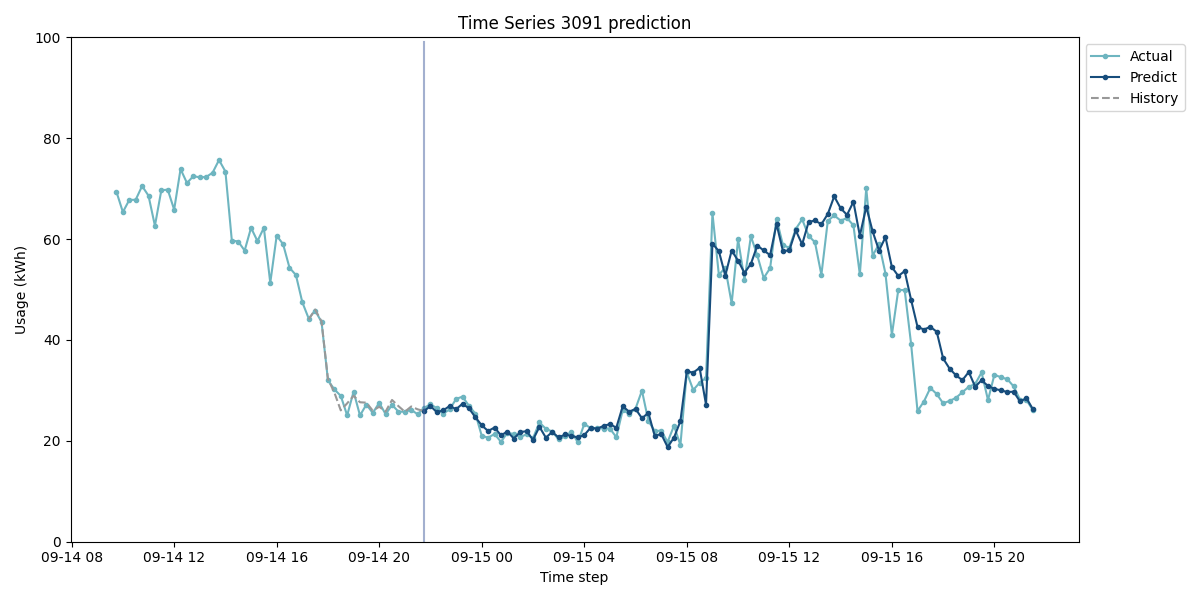 Time Series 3091 prediction
100
80
60
40
20
0
Usage (kWh)
09-14 08
09-14 12
09-14 16
09-14 20
09-15 00
09-15 04
09-15 08
09-15 12
09-15 16
09-15 20
Time step
Actual
Predict
History